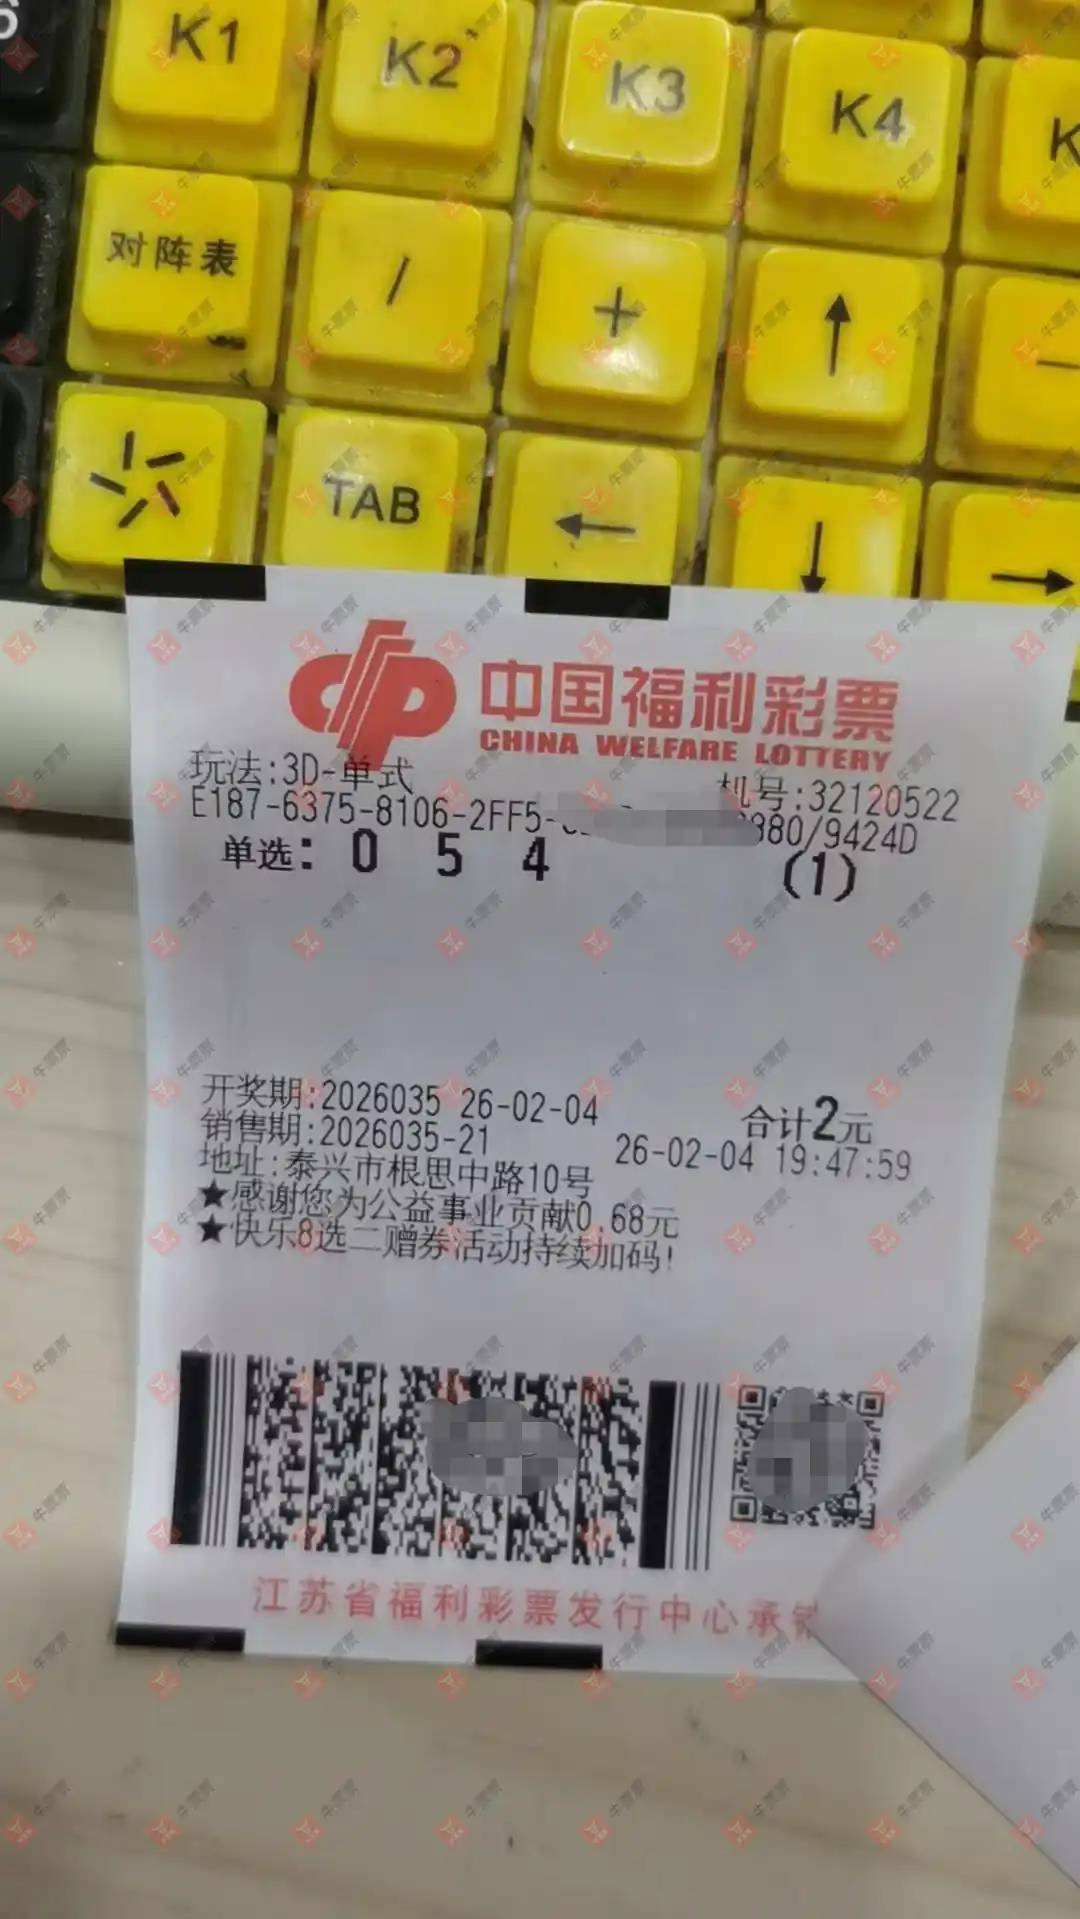 6
K1 K2 K3 K4 K
对阵表 / + ↑ —
TAB ← ↓ →
中国福利彩票
CHINA WELFARE LOTTERY
玩法:3D-单式 机号:32120522
E187-6375-8106-2FF5- 880/9424D
单选: 0 5 4 (1)
开奖期:2026035 26-02-04 合计2元
销售期:2026035-21 26-02-04 19:47:59
地址:泰兴市根思中路10号
★感谢您为公益事业贡献0.68元
★快乐8选二赠券活动持续加码!
江苏省福利彩票发行中心承销
牛票票